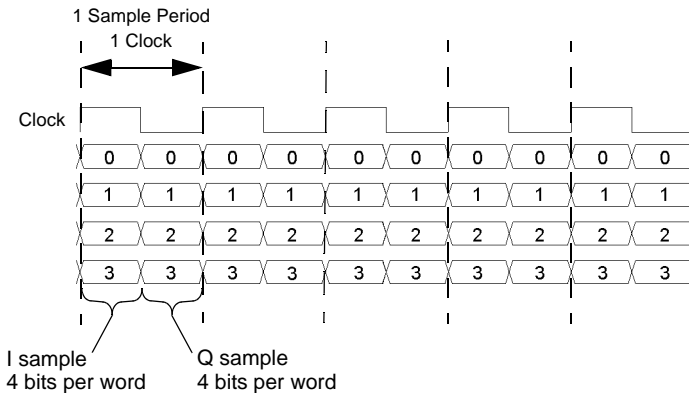 1 Sample Period
1 Clock
Clock
0 0 0 0 0 0 0 0 0 0
1 1 1 1 1 1 1 1 1 1
2 2 2 2 2 2 2 2 2 2
3 3 3 3 3 3 3 3 3 3
I sample
4 bits per word
Q sample
4 bits per word